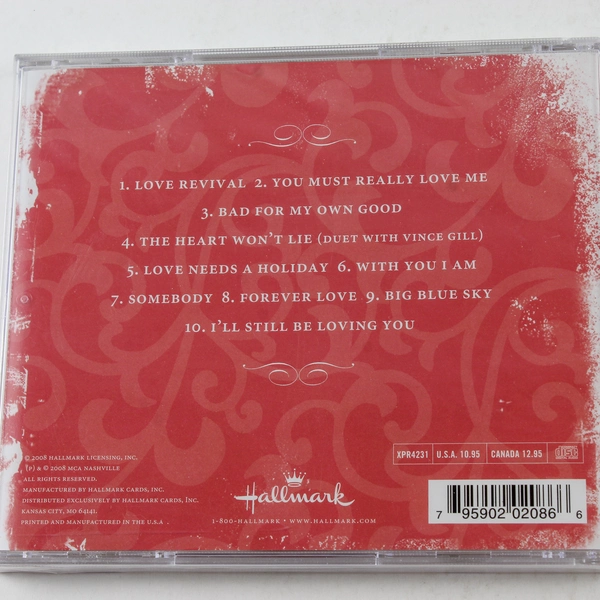 1. LOVE REVIVAL 2. YOU MUST REALLY LOVE ME
3. BAD FOR MY OWN GOOD
4. THE HEART WON'T LIE (DUET WITH VINCE GILL)
5. LOVE NEEDS A HOLIDAY 6. WITH YOU I AM
7. SOMEBODY 8. FOREVER LOVE 9. BIG BLUE SKY
10. I'LL STILL BE LOVING YOU
© 2008 HALLMARK LICENSING, INC.
℗ & © 2008 MCA NASHVILLE
ALL RIGHTS RESERVED.
MANUFACTURED BY HALLMARK CARDS, INC.
DISTRIBUTED EXCLUSIVELY BY HALLMARK CARDS, INC.
KANSAS CITY, MO 64141.
PRINTED AND MANUFACTURED IN THE U.S.A.
Hallmark
1-800-HALLMARK • WWW.HALLMARK.COM
XPR4231 U.S.A. 10.95 CANADA 12.95 disc
7 95902 02086 6